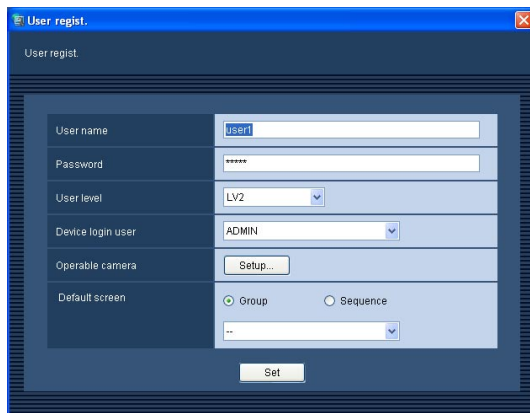 User regist.
User regist.
User name
user1
Password
*****
User level
LV2
Device login user
ADMIN
Operable camera
Setup...
Default screen
Group
Sequence
--
Set